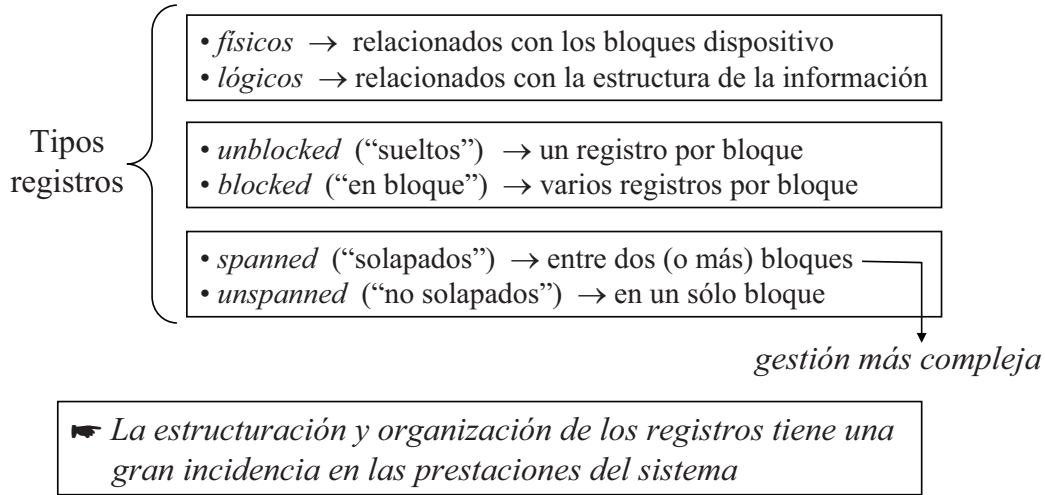 • físicos → relacionados con los bloques dispositivo
• lógicos → relacionados con la estructura de la información
Tipos
registros
• unblocked (“sueltos”) → un registro por bloque
• blocked (“en bloque”) → varios registros por bloque
• spanned (“solapados”) → entre dos (o más) bloques
• unspanned (“no solapados”) → en un sólo bloque
gestión más compleja
☛ La estructuración y organización de los registros tiene una
gran incidencia en las prestaciones del sistema